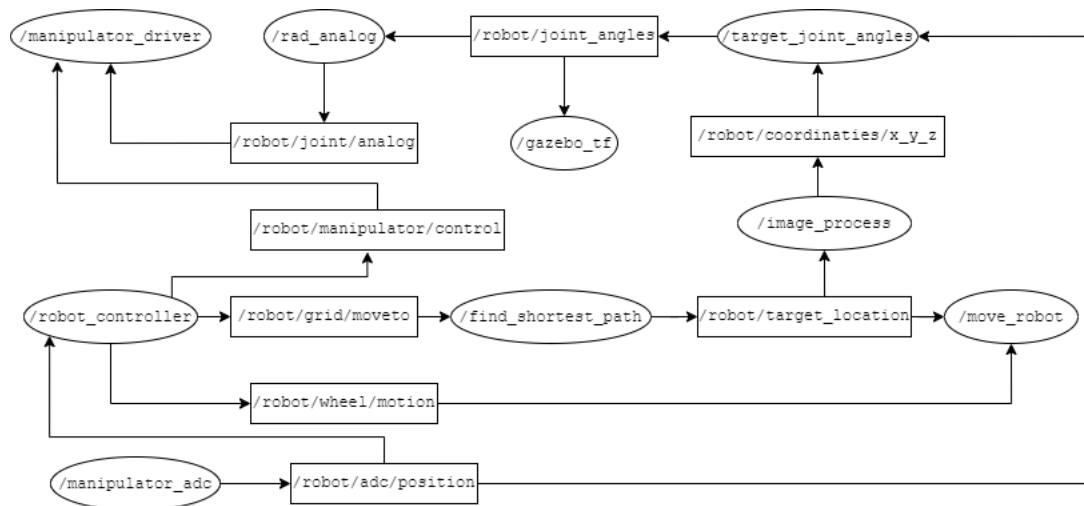 /manipulator_driver
/rad_analog
/robot/joint_angles
/target_joint_angles
/robot/joint/analog
/gazebo_tf
/robot/coordinaties/x_y_z
/robot/manipulator/control
/image_process
/robot_controller
/robot/grid/moveto
/find_shortest_path
/robot/target_location
/move_robot
/robot/wheel/motion
/manipulator_adc
/robot/adc/position